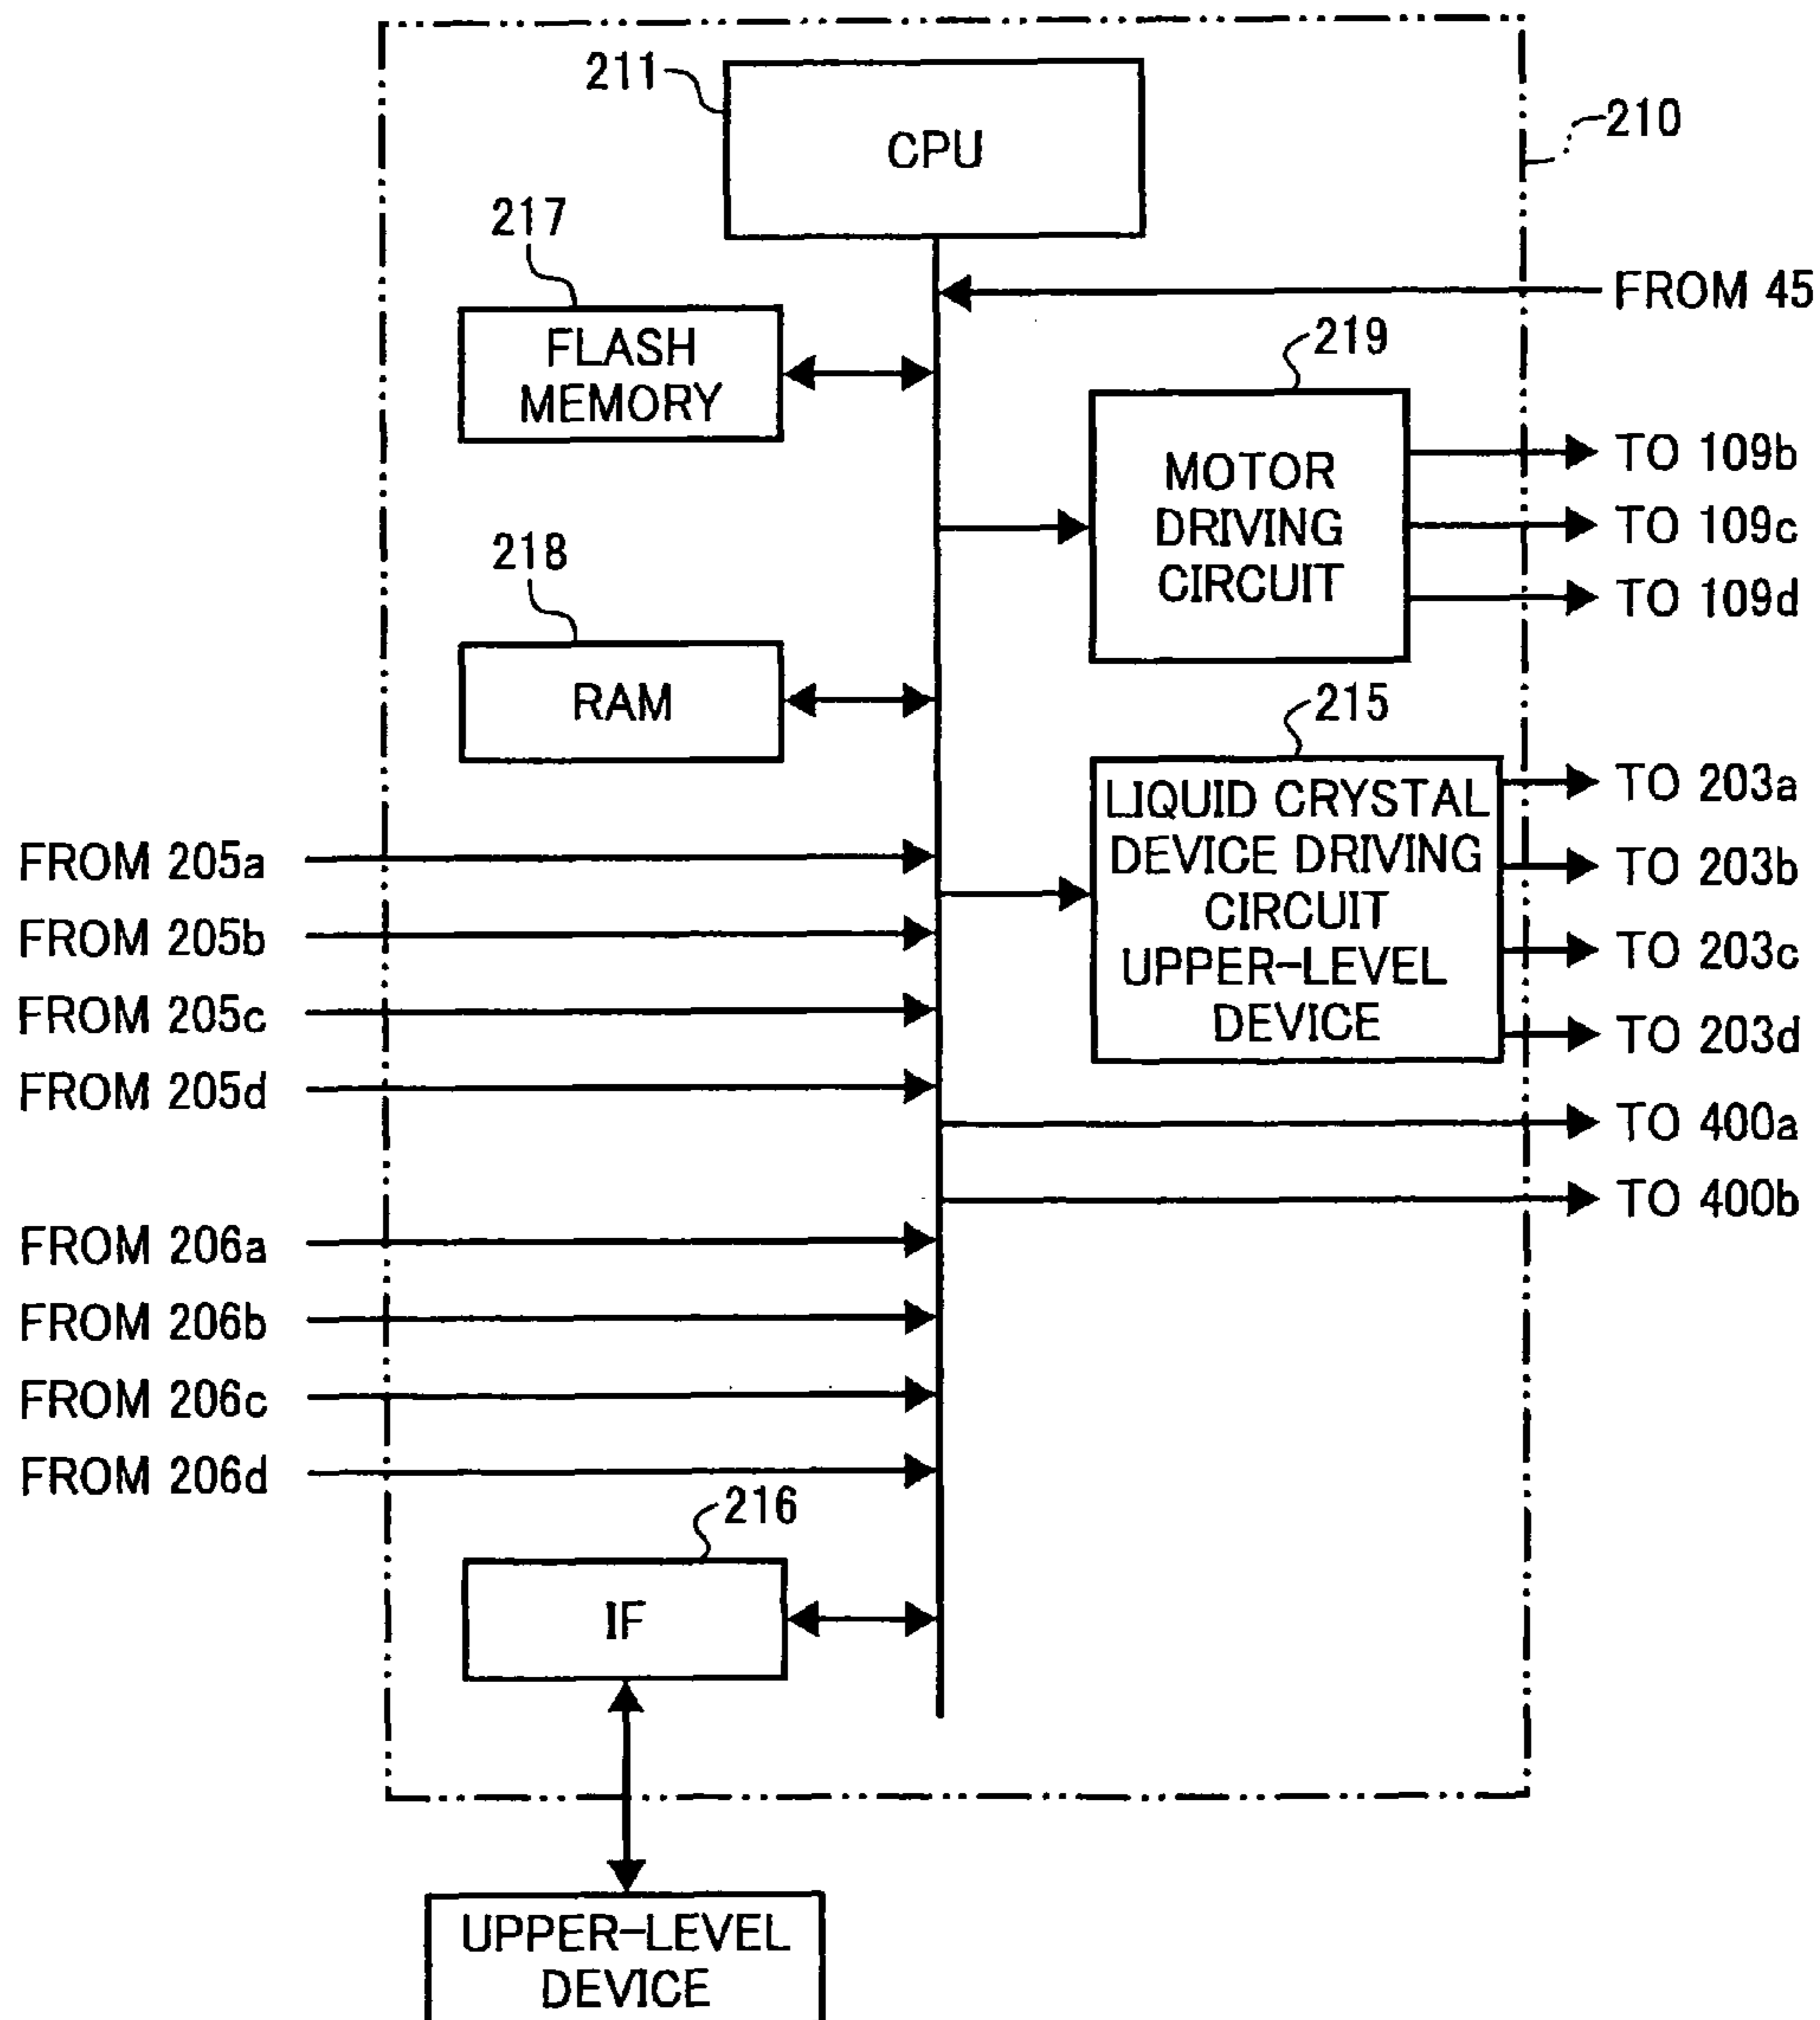 211
CPU
210
217
FLASH
MEMORY
FROM 45
219
MOTOR
DRIVING
CIRCUIT
TO 109b
TO 109c
TO 109d
218
RAM
215
LIQUID CRYSTAL
DEVICE DRIVING
CIRCUIT
UPPER-LEVEL
DEVICE
TO 203a
TO 203b
TO 203c
TO 203d
FROM 205a
FROM 205b
FROM 205c
FROM 205d
TO 400a
TO 400b
FROM 206a
FROM 206b
FROM 206c
FROM 206d
216
IF
UPPER-LEVEL
DEVICE